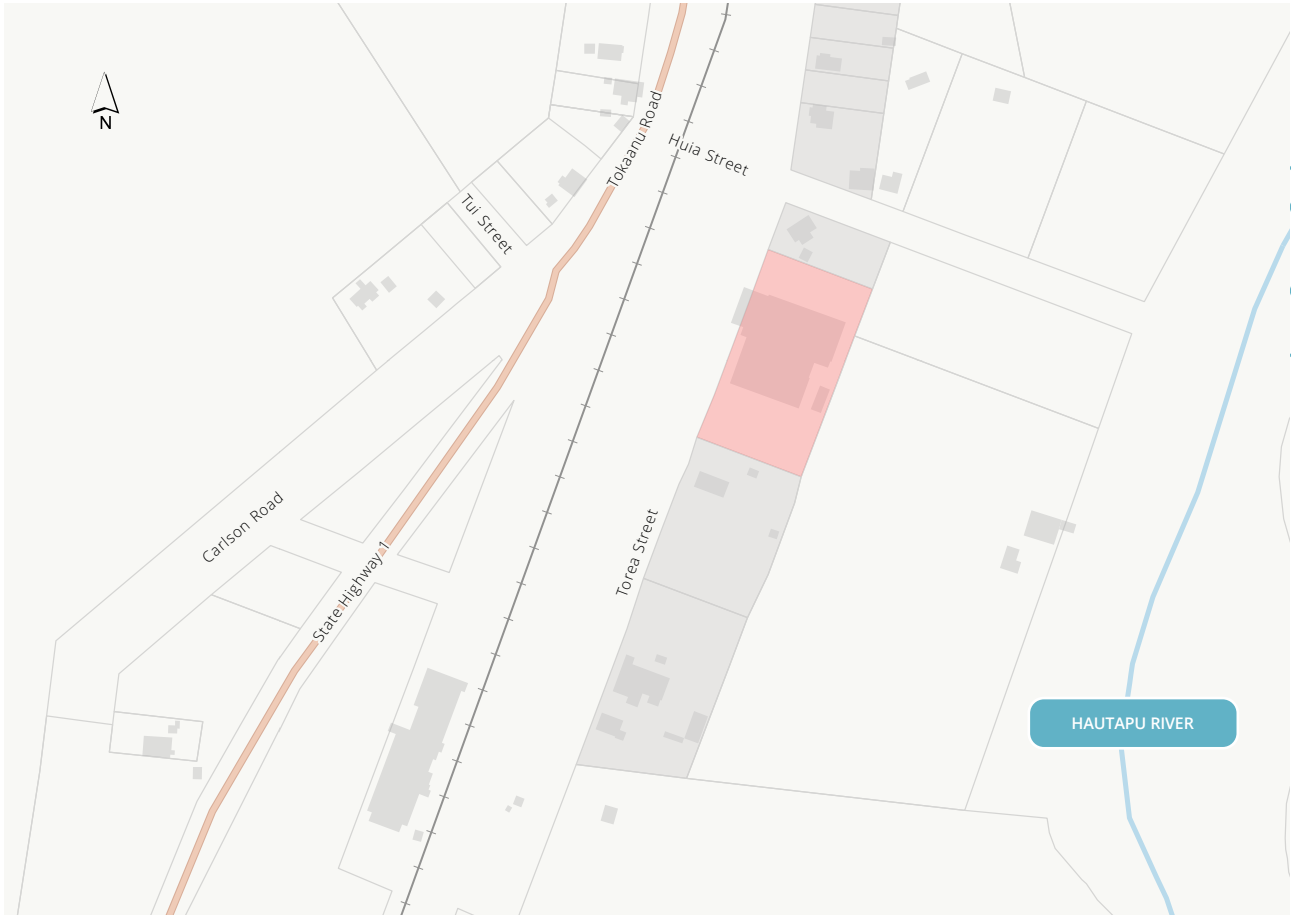 N
Tokaanu Road
Huia Street
Tui Street
Carlson Road
State Highway 1
Torea Street
HAUTAPU RIVER